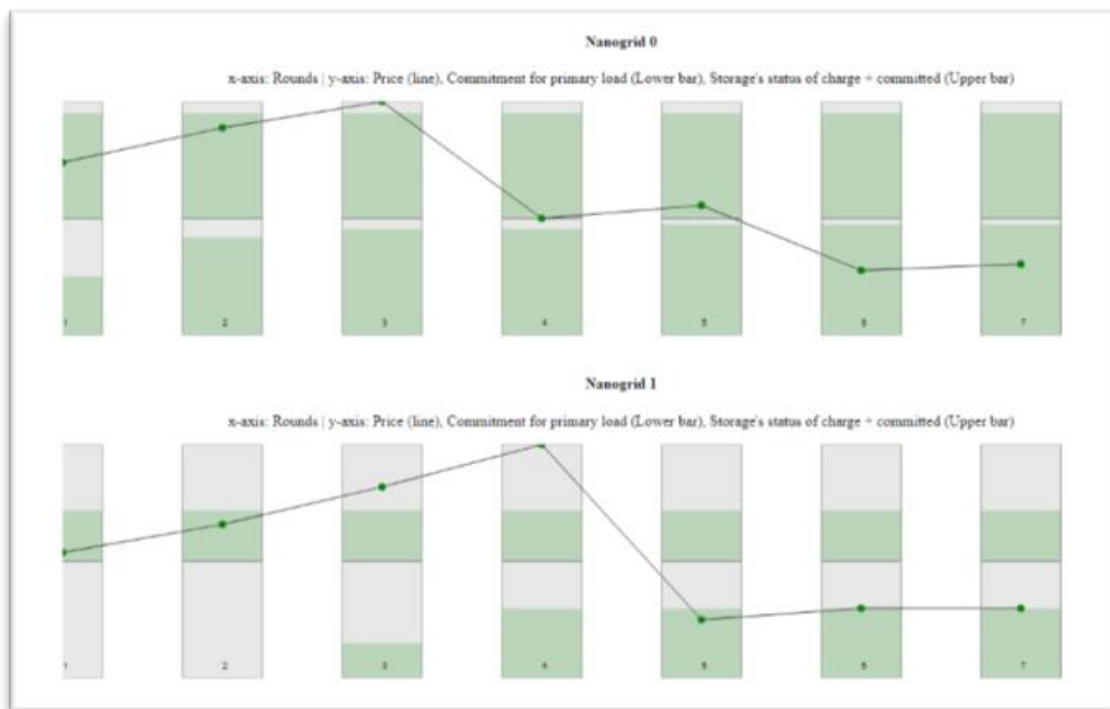 Nanogrid 0
x-axis: Rounds | y-axis: Price (line), Commitment for primary load (Lower bar), Storage's status of charge + committed (Upper bar)
1 2 3 4 5 6 7
Nanogrid 1
x-axis: Rounds | y-axis: Price (line), Commitment for primary load (Lower bar), Storage's status of charge + committed (Upper bar)
1 2 3 4 5 6 7